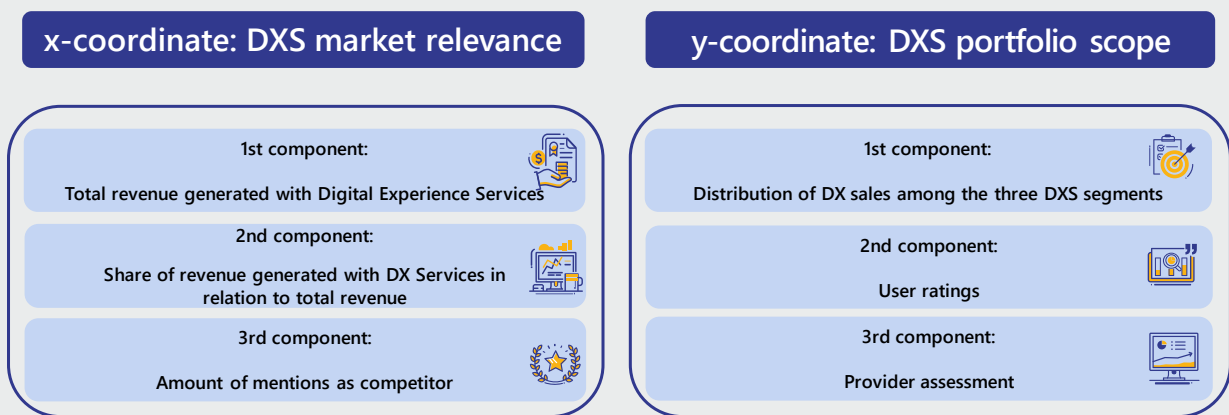 x-coordinate: DXS market relevance
1st component:
Total revenue generated with Digital Experience Services
2nd component:
Share of revenue generated with DX Services in
relation to total revenue
3rd component:
Amount of mentions as competitor
y-coordinate: DXS portfolio scope
1st component:
Distribution of DX sales among the three DXS segments
2nd component:
User ratings
3rd component:
Provider assessment